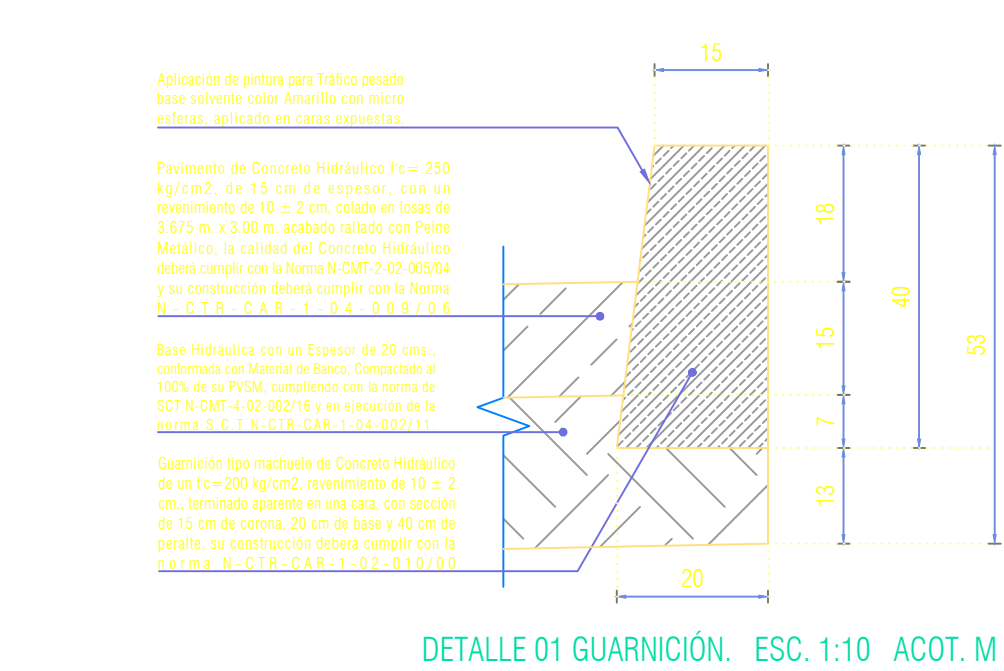 15
Aplicación de pintura para Tráfico pesado
base solvente color Amarillo con micro
esferas, aplicado en caras expuestas.
Pavimento de Concreto Hidráulico f'c= 250
kg/cm2, de 15 cm de espesor, con un
revenimiento de 10 ± 2 cm, colado en losas de
3.675 m. x 3.00 m. acabado rallado con Peine
Metálico, la calidad del Concreto Hidráulico
deberá cumplir con la Norma N-CMT-2-02-005/04
y su construcción deberá cumplir con la Norma
N-CTR-CAR-1-04-009/06
Base Hidráulica con un Espesor de 20 cms.,
conformada con Material de Banco, Compactado al
100% de su PVSM, cumpliendo con la norma de
SCT N-CMT-4-02-002/16 y en ejecución de la
norma S.C.T N-CTR-CAR-1-04-002/11.
Guarnición tipo machuelo de Concreto Hidráulico
de un f'c=200 kg/cm2, revenimiento de 10 ± 2
cm., terminado aparente en una cara, con sección
de 15 cm de corona, 20 cm de base y 40 cm de
peralte, su construcción deberá cumplir con la
norma N-CTR-CAR-1-02-010/00
18
15
7
13
40
53
20
DETALLE 01 GUARNICIÓN. ESC. 1:10 ACOT. M